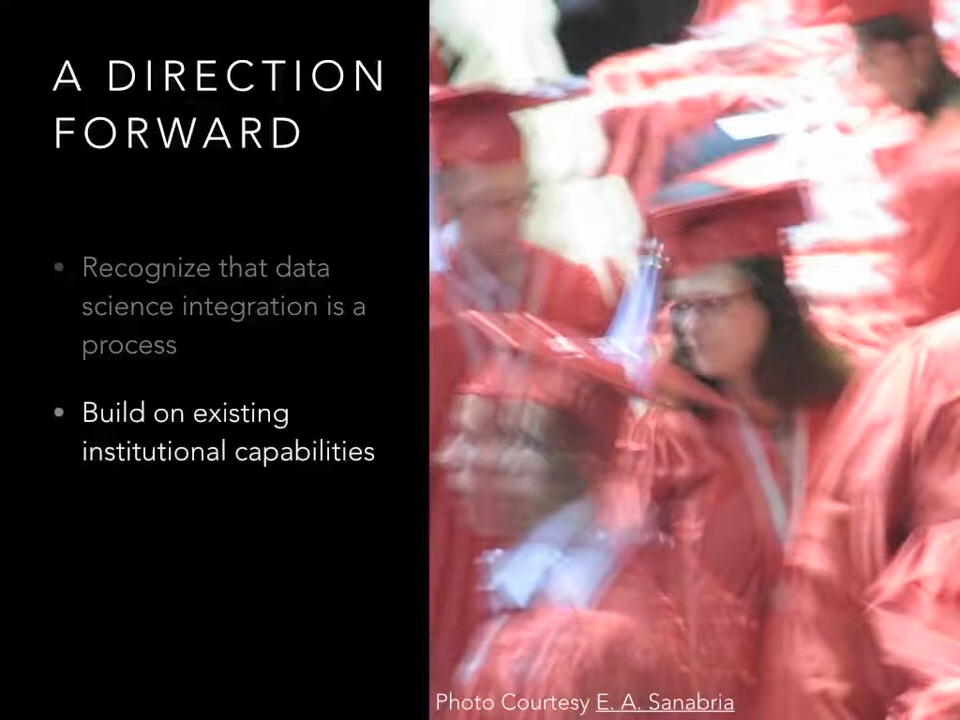 A DIRECTION
FORWARD
• Recognize that data
science integration is a
process
• Build on existing
institutional capabilities
Photo Courtesy E. A. Sanabria